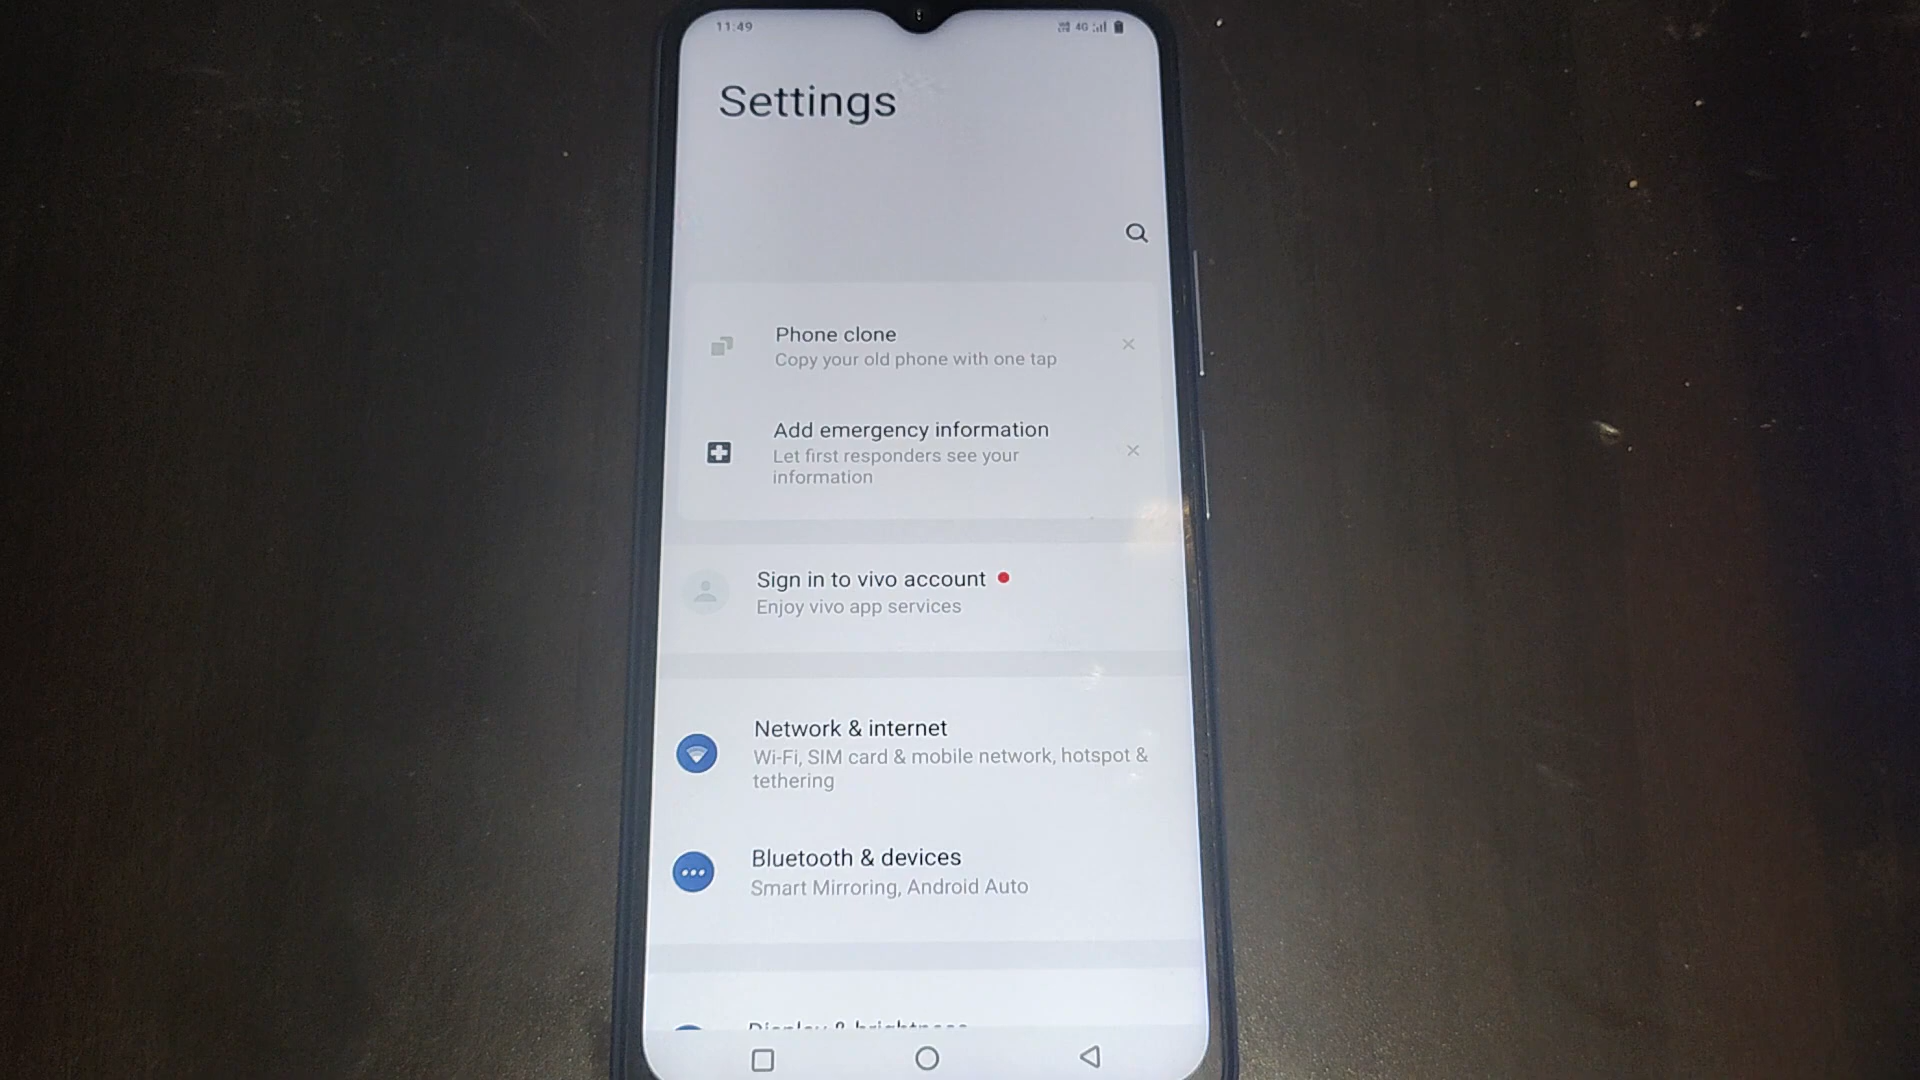 11:49
4G
Settings
Phone clone
Copy your old phone with one tap
Add emergency information
Let first responders see your
information
Sign in to vivo account
Enjoy vivo app services
Network & internet
Wi-Fi, SIM card & mobile network, hotspot &
tethering
Bluetooth & devices
Smart Mirroring, Android Auto
Display & brightness